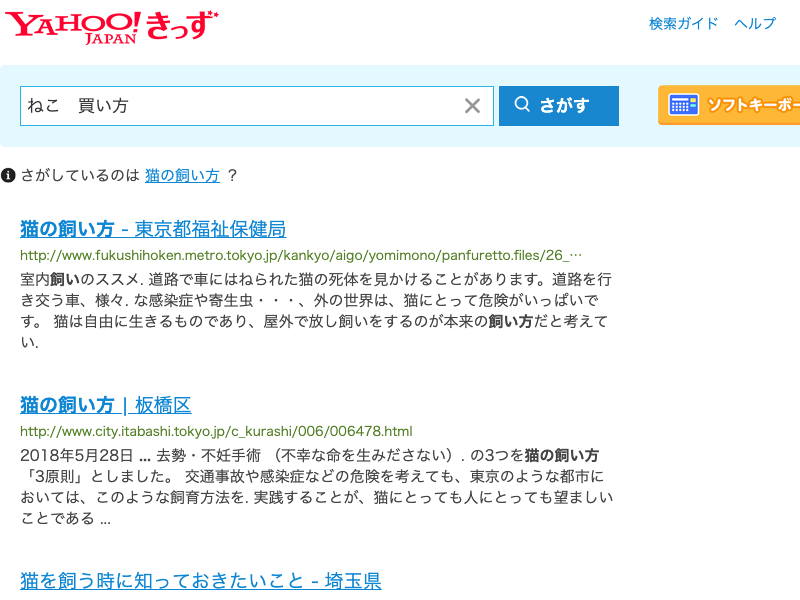 YAHOO! JAPAN きっず
検索ガイド ヘルプ
ねこ 買い方
さがす
ソフトキーボー
さがしているのは 猫の飼い方 ?
猫の飼い方 - 東京都福祉保健局
http://www.fukushihoken.metro.tokyo.jp/kankyo/aigo/yomimono/panfuretto.files/26_…
室内飼いのススメ. 道路で車にはねられた猫の死体を見かけることがあります。道路を行
き交う車、様々. な感染症や寄生虫・・・、外の世界は、猫にとって危険がいっぱいで
す。 猫は自由に生きるものであり、屋外で放し飼いをするのが本来の飼い方だと考えて
い.
猫の飼い方 | 板橋区
http://www.city.itabashi.tokyo.jp/c_kurashi/006/006478.html
2018年5月28日 ... 去勢・不妊手術 （不幸な命を生みださない）. の3つを猫の飼い方
「3原則」としました。 交通事故や感染症などの危険を考えても、東京のような都市に
おいては、このような飼育方法を. 実践することが、猫にとっても人にとっても望ましい
ことである ...
猫を飼う時に知っておきたいこと - 埼玉県